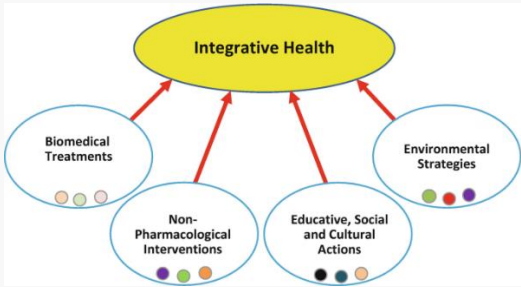 Integrative Health
Biomedical
Treatments
Environmental
Strategies
Non-
Pharmacological
Interventions
Educative, Social
and Cultural
Actions